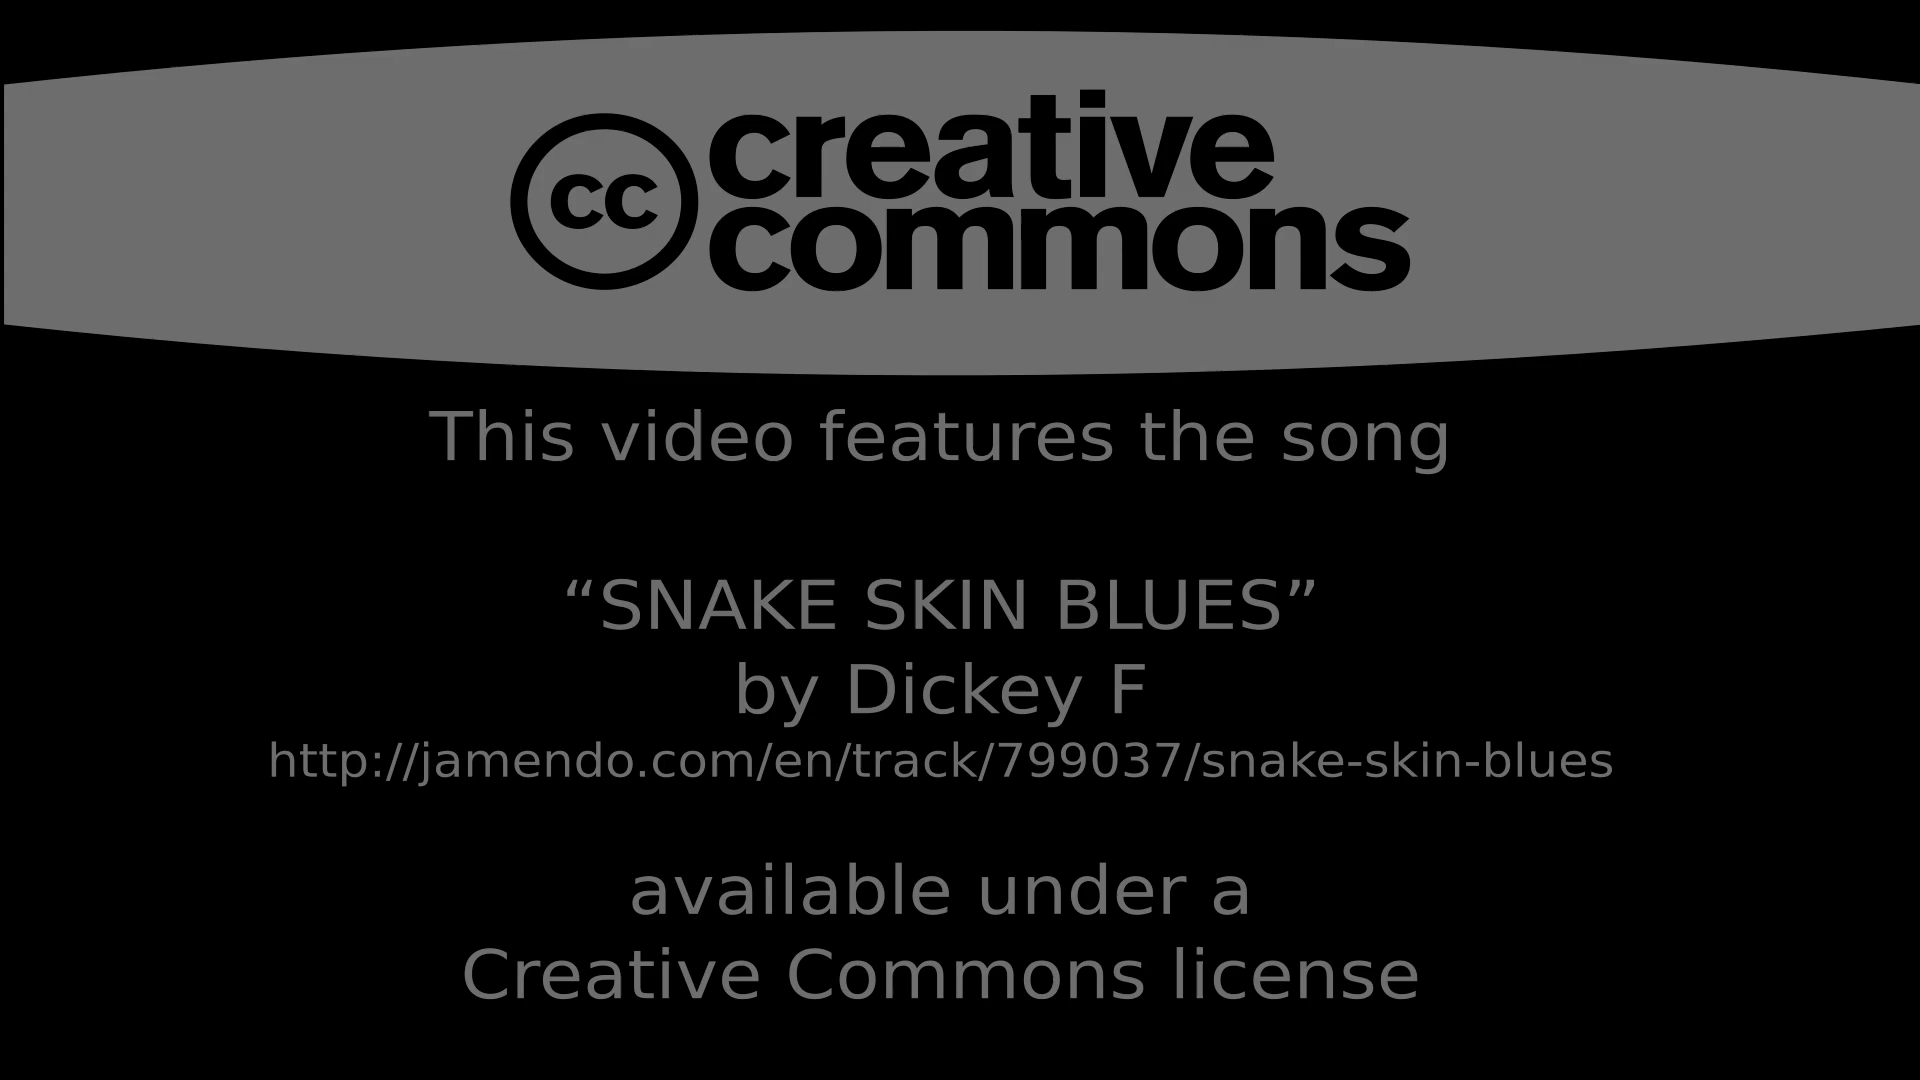 cc creative
commons
This video features the song
“SNAKE SKIN BLUES”
by Dickey F
http://jamendo.com/en/track/799037/snake-skin-blues
available under a
Creative Commons license